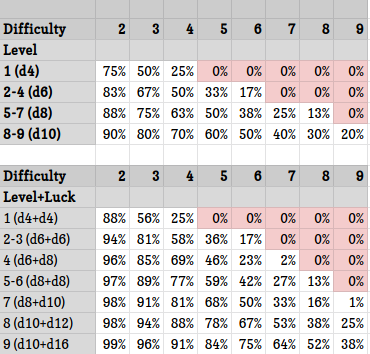 Difficulty 2 3 4 5 6 7 8 9
Level
1 (d4) 75% 50% 25% 0% 0% 0% 0% 0%
2-4 (d6) 83% 67% 50% 33% 17% 0% 0% 0%
5-7 (d8) 88% 75% 63% 50% 38% 25% 13% 0%
8-9 (d10) 90% 80% 70% 60% 50% 40% 30% 20%
Difficulty 2 3 4 5 6 7 8 9
Level+Luck
1 (d4+d4) 88% 56% 25% 0% 0% 0% 0% 0%
2-3 (d6+d6) 94% 81% 58% 36% 17% 0% 0% 0%
4 (d6+d8) 96% 85% 69% 46% 23% 2% 0% 0%
5-6 (d8+d8) 97% 89% 77% 59% 42% 27% 13% 0%
7 (d8+d10) 98% 91% 81% 68% 50% 33% 16% 1%
8 (d10+d12) 98% 94% 88% 78% 67% 53% 38% 25%
9 (d10+d16 99% 96% 91% 84% 75% 64% 52% 38%